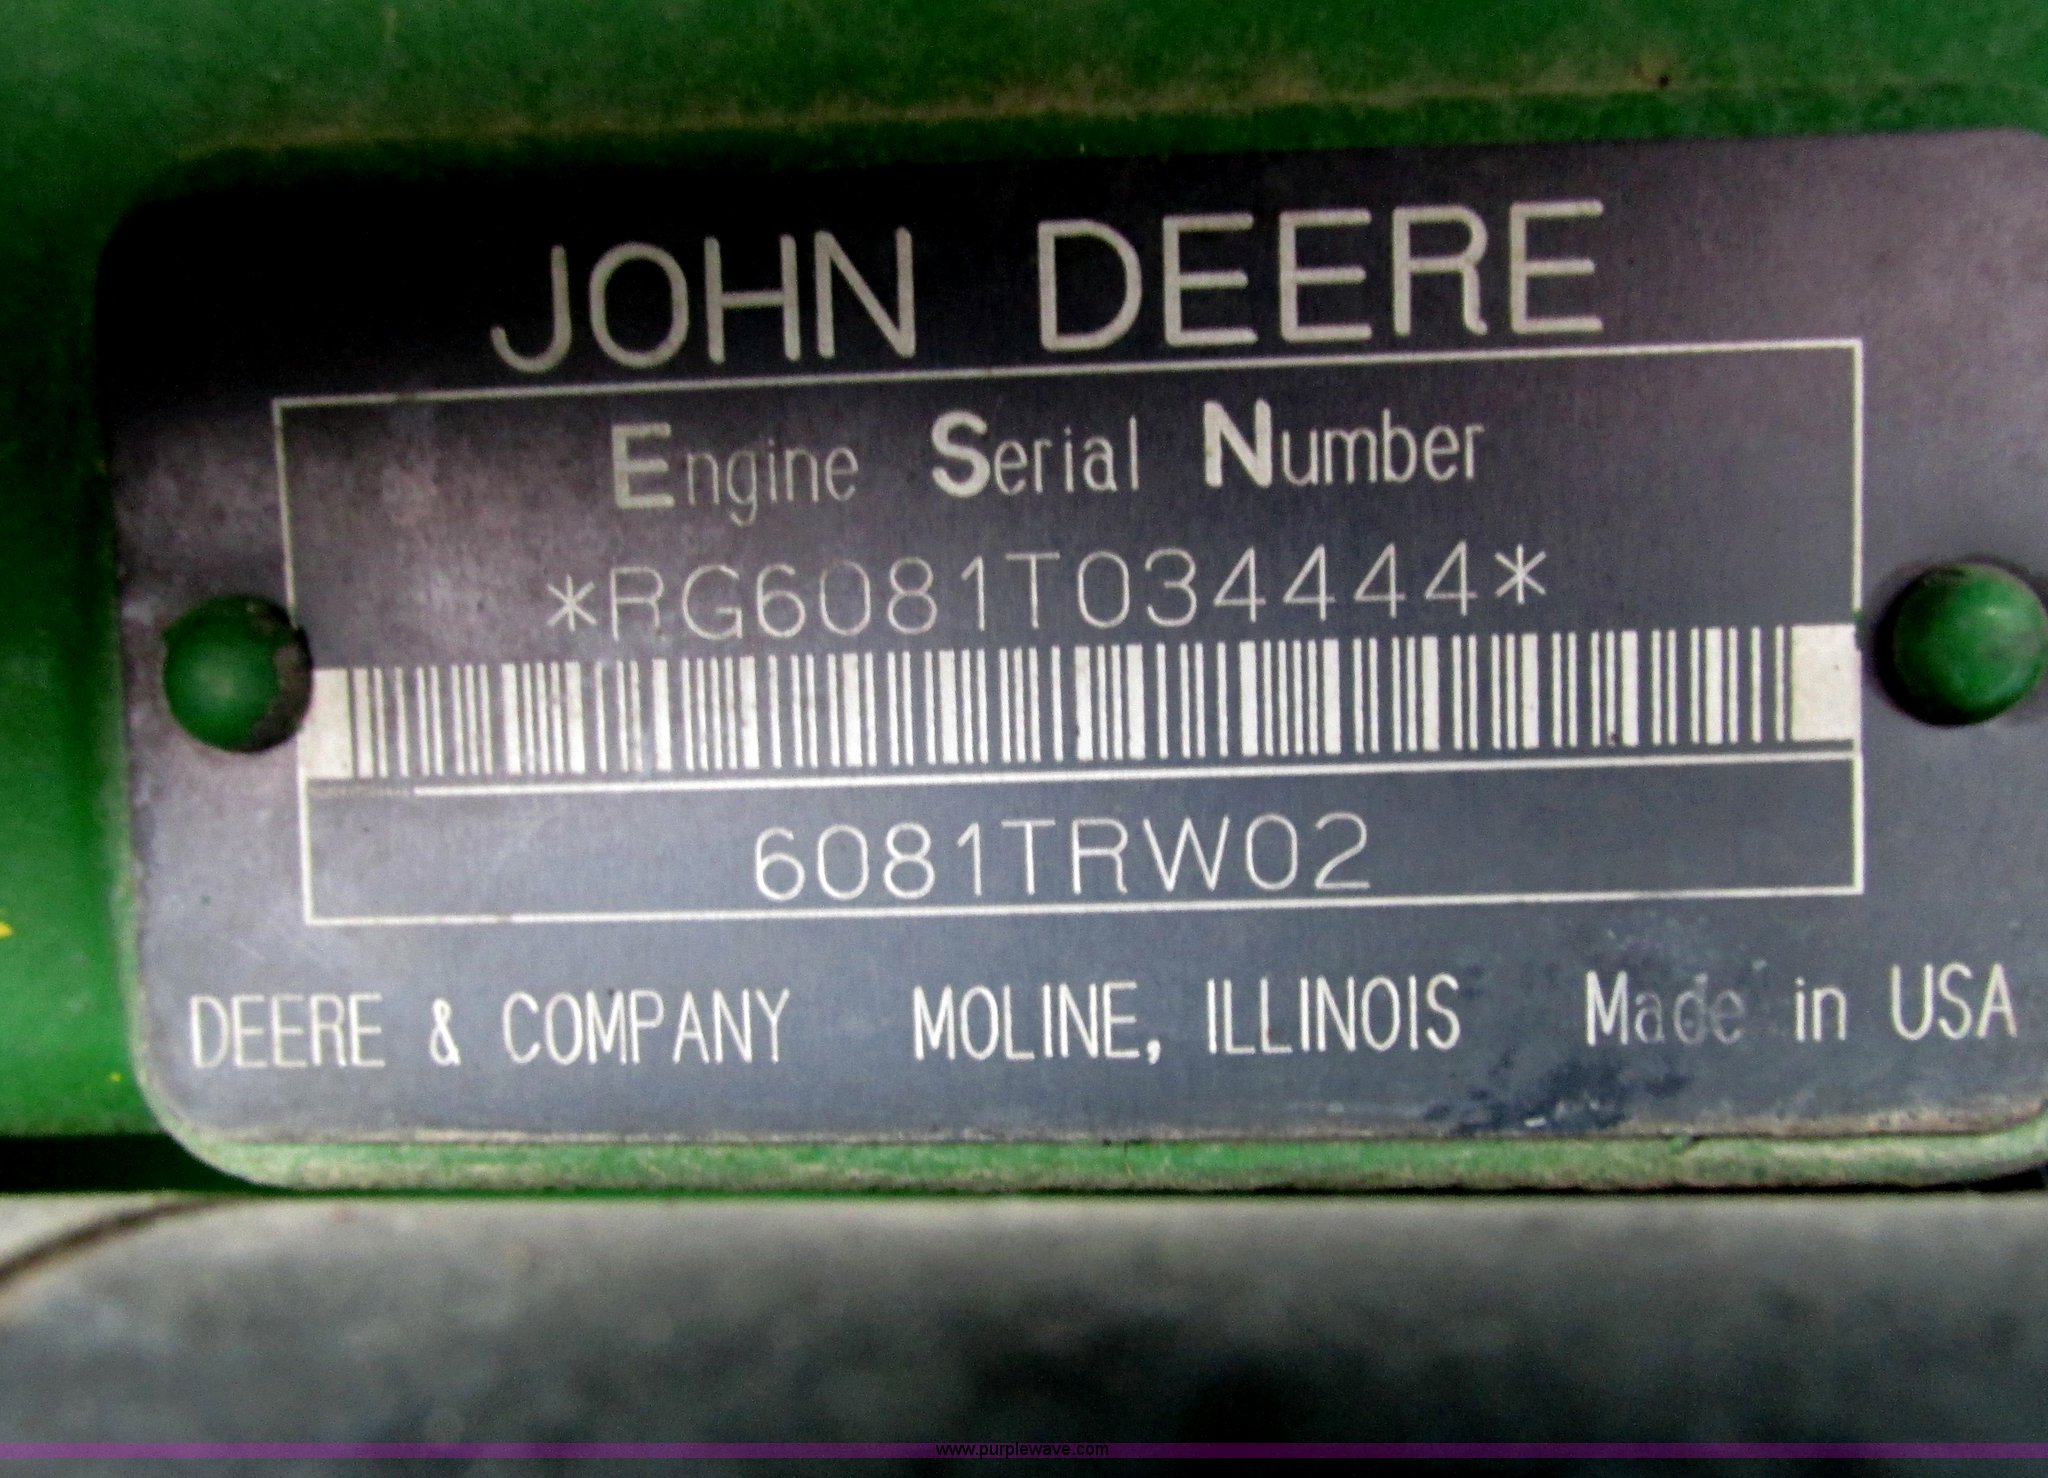 JOHN DEERE
Engine Serial Number
*RG6081T034444*
6081TRW02
DEERE & COMPANY MOLINE, ILLINOIS Made in USA
www.purplewave.com